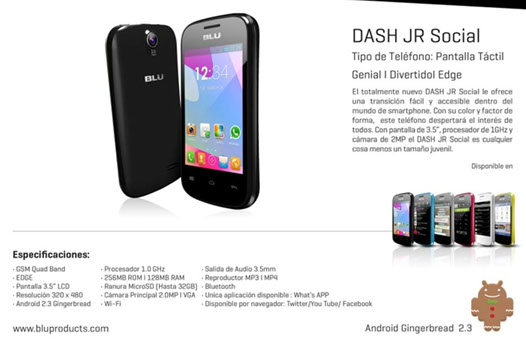 BLU
BLU
12:34
DASH JR Social
Tipo de Teléfono: Pantalla Táctil
Genial I Divertidol Edge
El totalmente nuevo DASH JR Social le ofrece
una transición fácil y accesible dentro del
mundo de smartphone. Con su color y factor de
forma, este teléfono despertará el interés de
todos. Con pantalla de 3.5", procesador de 1GHz y
cámara de 2MP el DASH JR Social es cualquier
cosa menos un tamaño juvenil.
Disponible en
Especificaciones:
- GSM Quad Band
- EDGE
- Pantalla 3.5" LCD
- Resolución 320 x 480
- Android 2.3 Gingerbread
- Procesador 1.0 GHz
- 256MB ROM I 128MB RAM
- Ranura MicroSD [Hasta 32GB]
- Cámara Principal 2.0MP I VGA
- Wi-Fi
- Salida de Audio 3.5mm
- Reproductor MP3 I MP4
- Bluetooth
- Unica aplicación disponible : What's APP
- Disponible por navegador: Twitter/You Tube/ Facebook
www.bluproducts.com
Android Gingerbread 2.3